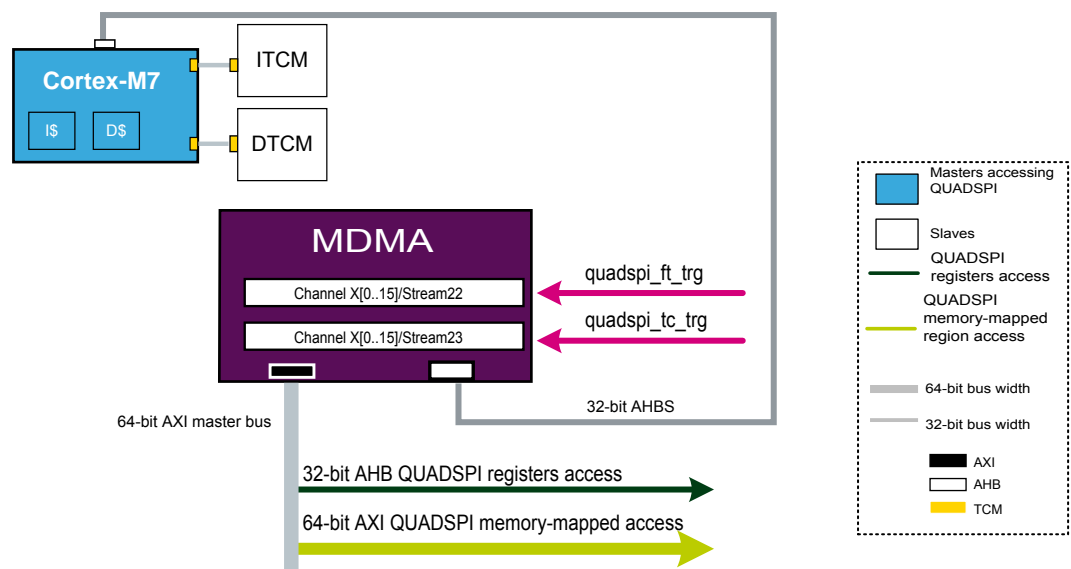 Cortex-M7
I$
D$
ITCM
DTCM
MDMA
Channel X[0..15]/Stream22
Channel X[0..15]/Stream23
quadspi_ft_trg
quadspi_tc_trg
64-bit AXI master bus
32-bit AHBS
32-bit AHB QUADSPI registers access
64-bit AXI QUADSPI memory-mapped access
Masters accessing
QUADSPI
Slaves
QUADSPI
registers access
QUADSPI
memory-mapped
region access
64-bit bus width
32-bit bus width
AXI
AHB
TCM